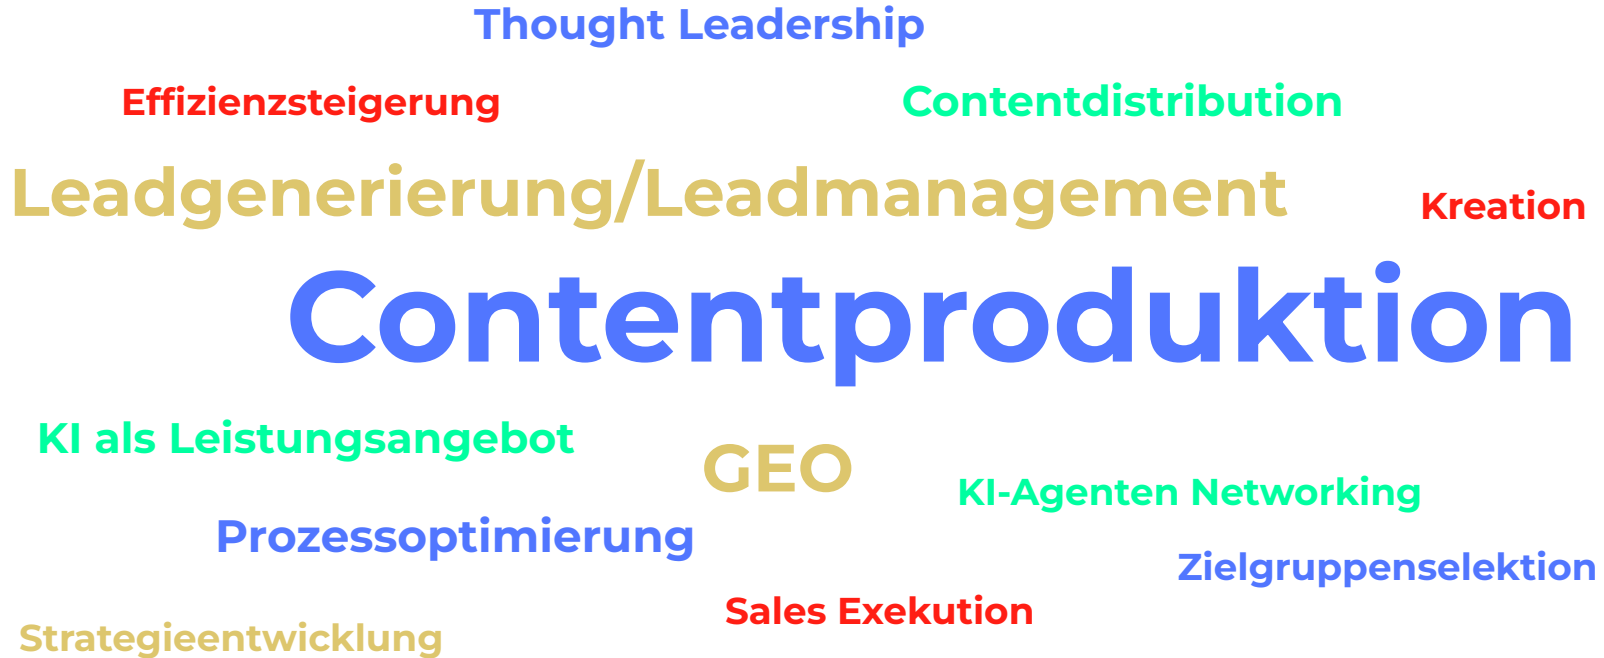 Thought Leadership
Effizienzsteigerung
Contentdistribution
Leadgenerierung/Leadmanagement
Kreation
Contentproduktion
KI als Leistungsangebot
GEO
KI-Agenten Networking
Prozessoptimierung
Zielgruppenselektion
Sales Exekution
Strategieentwicklung